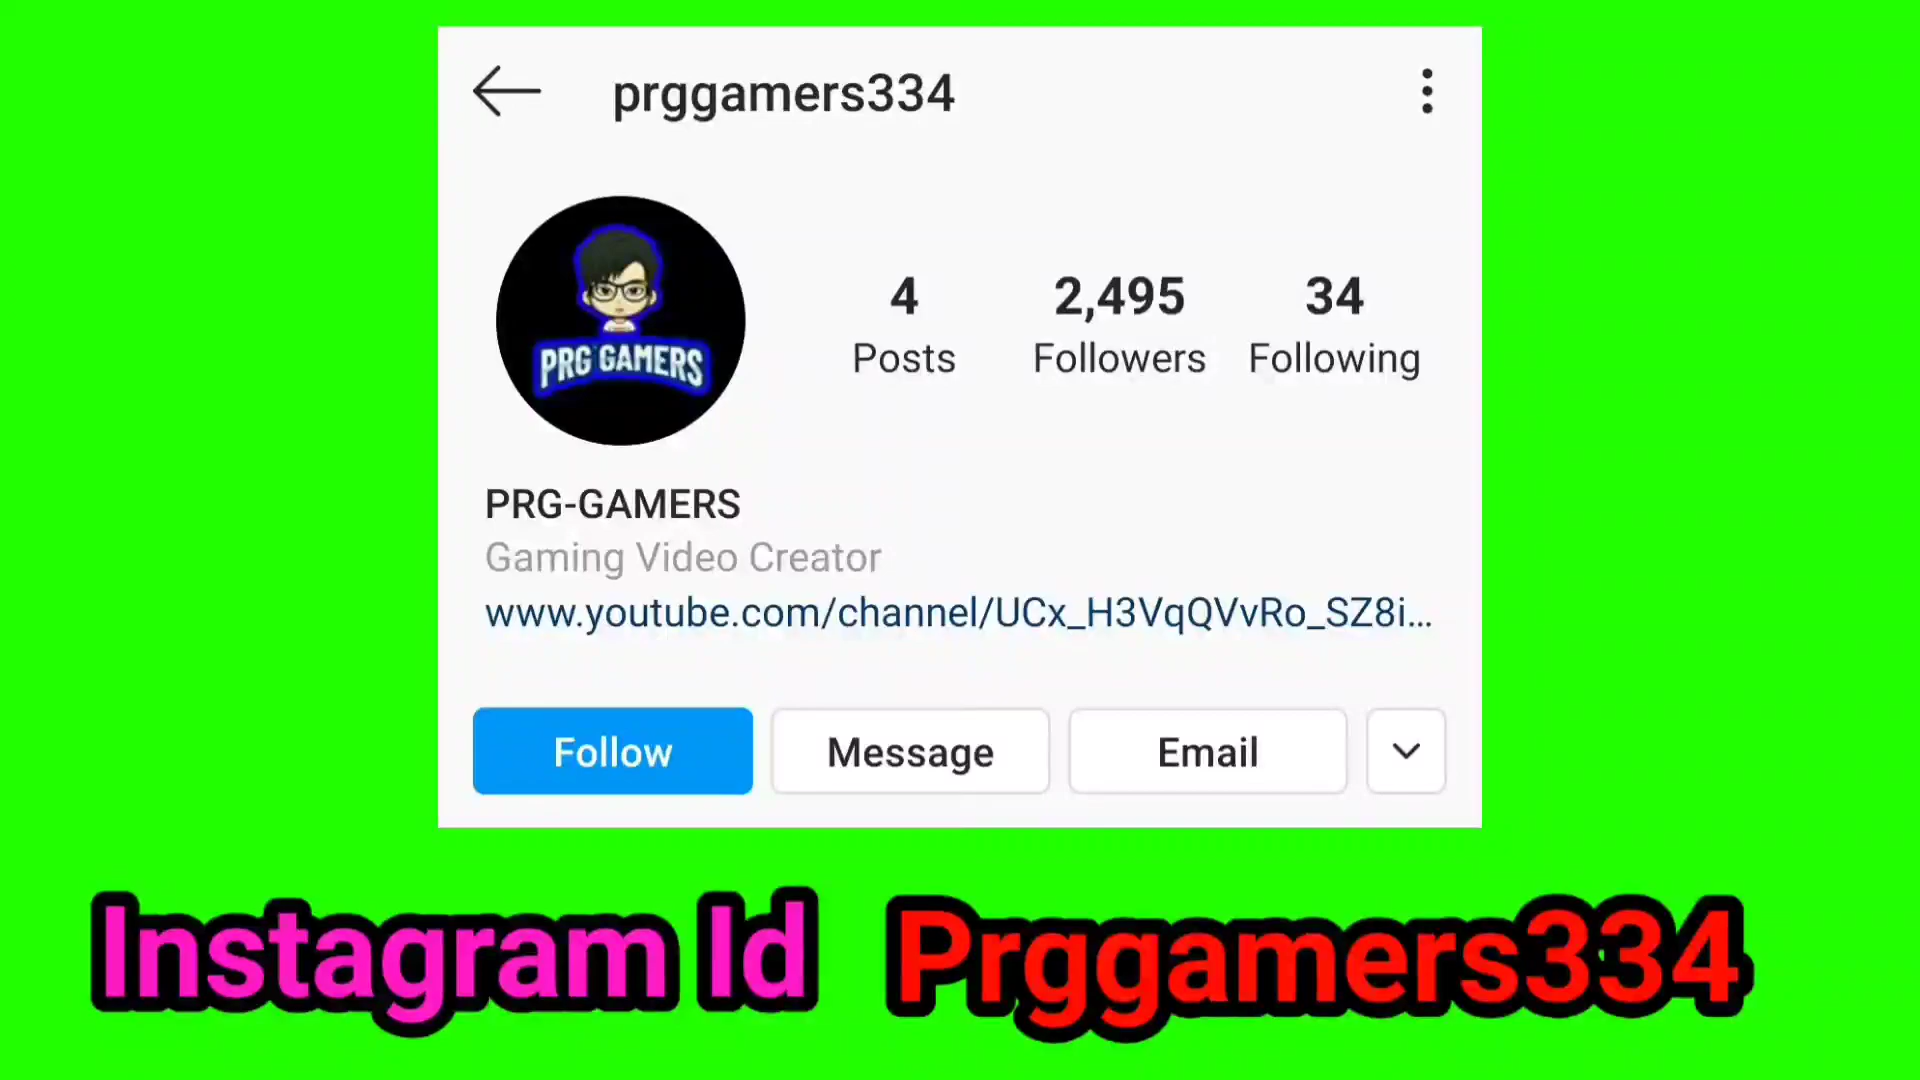 prggamers334
PRG GAMERS
4 2,495 34
Posts Followers Following
PRG-GAMERS
Gaming Video Creator
www.youtube.com/channel/UCx_H3VqQVvRo_SZ8i...
Follow Message Email
Instagram Id Prggamers334